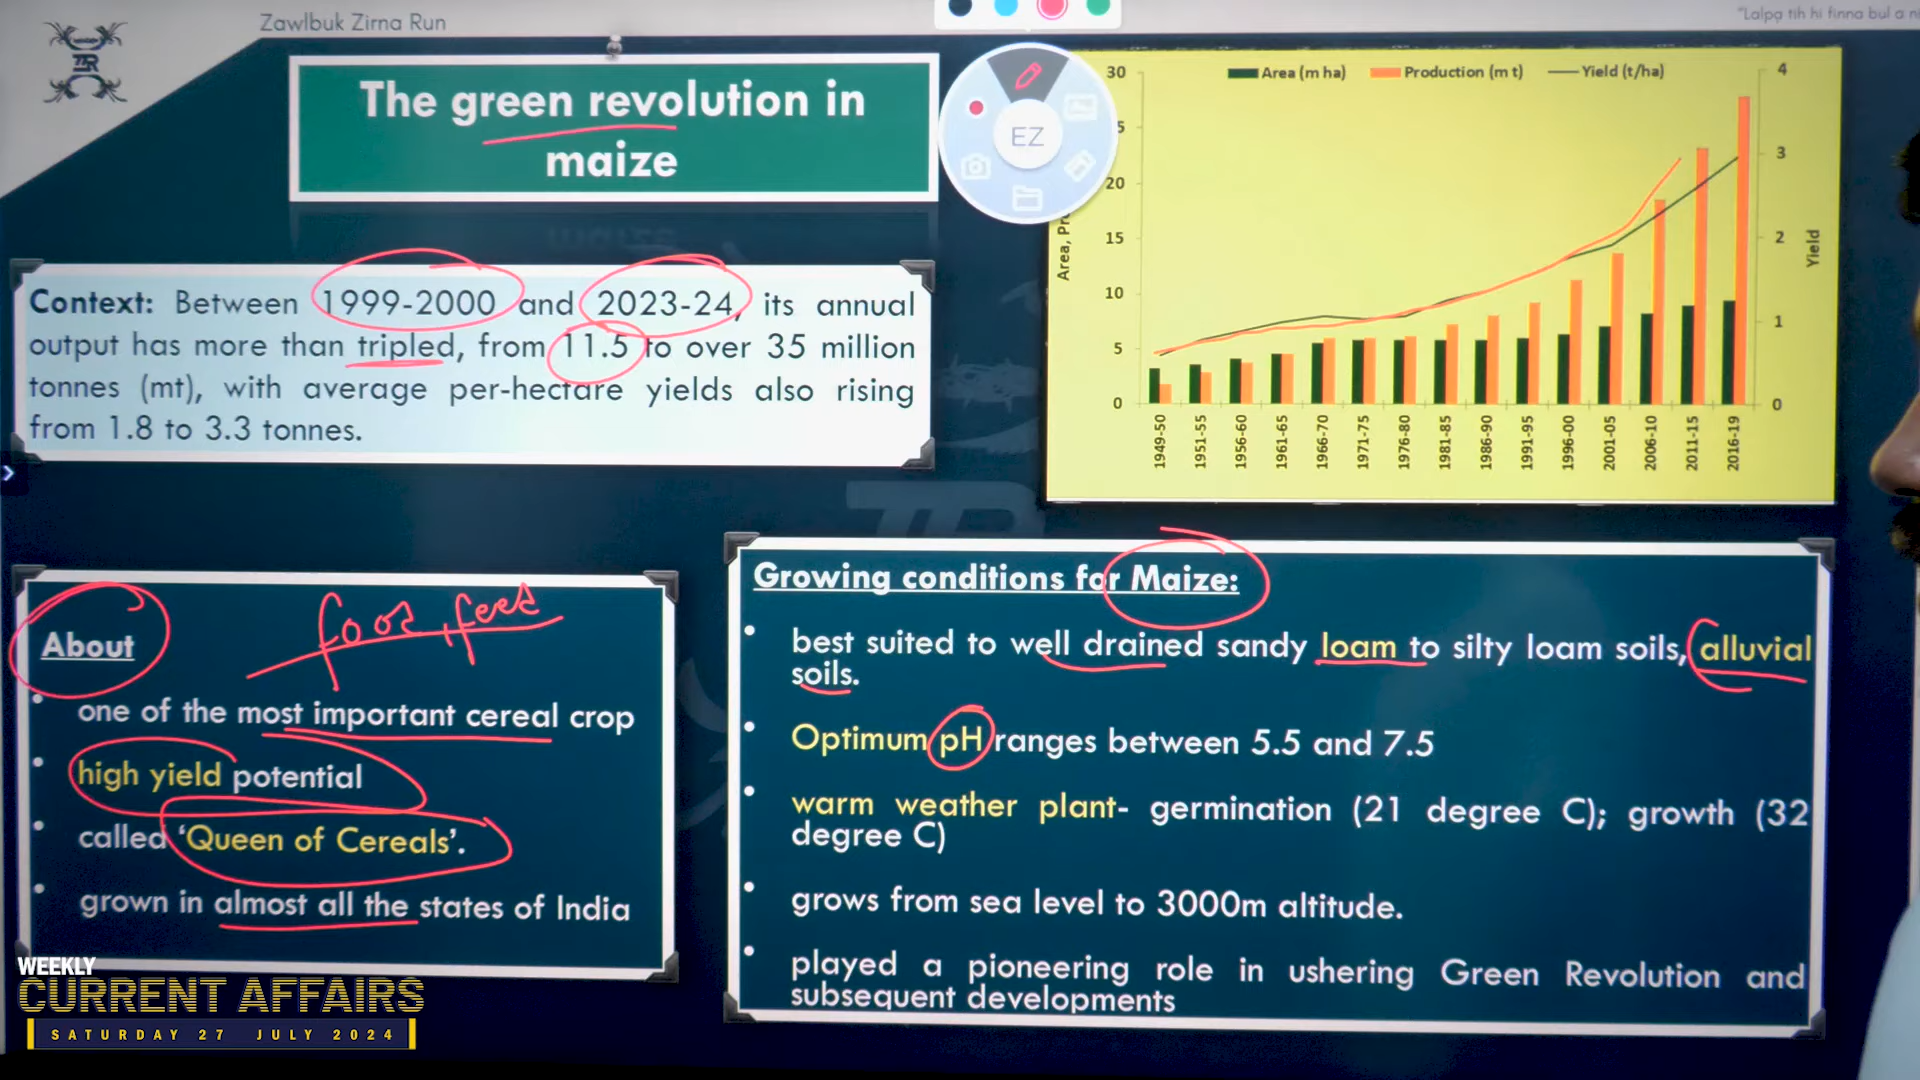 Zawlbuk Zirna Run
"Lalpa tih hi finna bul a ni
The green revolution in
maize
Context: Between 1999-2000 and 2023-24, its annual
output has more than tripled, from 11.5 to over 35 million
tonnes (mt), with average per-hectare yields also rising
from 1.8 to 3.3 tonnes.
EZ
Area (m ha) Production (m t) Yield (t/ha)
30
5
20
15
10
5
0
4
3
2
1
0
Area, Pr
Yield
1949-50 1951-55 1956-60 1961-65 1966-70 1971-75 1976-80 1981-85 1986-90 1991-95 1996-00 2001-05 2006-10 2011-15 2016-19
About
food, feed
• one of the most important cereal crop
• high yield potential
• called 'Queen of Cereals'.
• grown in almost all the states of India
Growing conditions for Maize:
• best suited to well drained sandy loam to silty loam soils, alluvial
soils.
• Optimum pH ranges between 5.5 and 7.5
• warm weather plant- germination (21 degree C); growth (32
degree C)
• grows from sea level to 3000m altitude.
• played a pioneering role in ushering Green Revolution and
subsequent developments
WEEKLY
CURRENT AFFAIRS
SATURDAY 27 JULY 2024